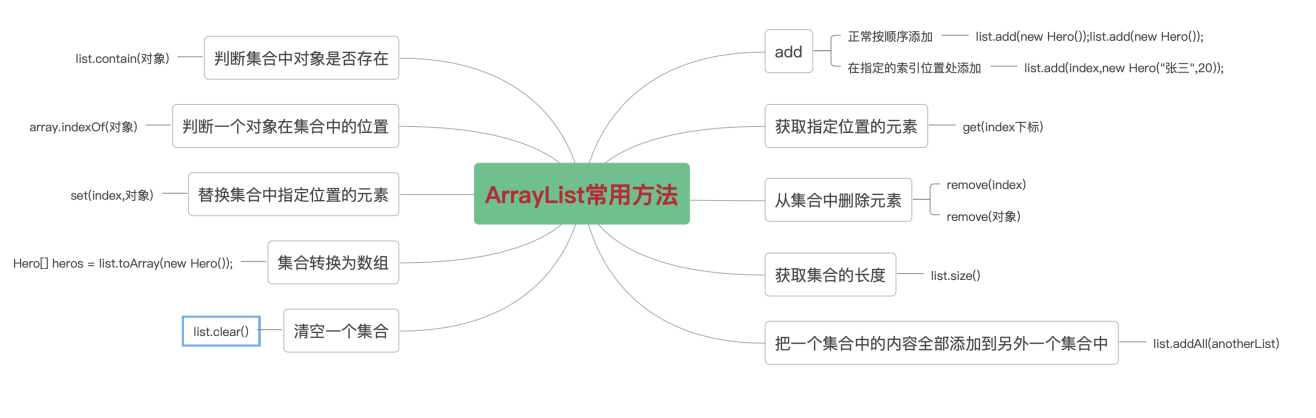 ArrayList常用方法
add
正常按顺序添加
list.add(new Hero());list.add(new Hero());
在指定的索引位置处添加
list.add(index,new Hero("张三",20));
获取指定位置的元素
get(index下标)
从集合中删除元素
remove(index)
remove(对象)
获取集合的长度
list.size()
把一个集合中的内容全部添加到另外一个集合中
list.addAll(anotherList)
判断集合中对象是否存在
list.contain(对象)
判断一个对象在集合中的位置
array.indexOf(对象)
替换集合中指定位置的元素
set(index,对象)
集合转换为数组
Hero[] heros = list.toArray(new Hero());
清空一个集合
list.clear()